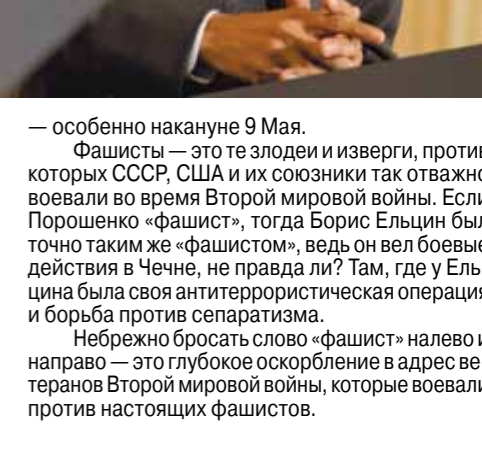 — особенно накануне 9 Мая.
Фашисты — это те злодеи и изверги, против
которых СССР, США и их союзники так отважно
воевали во время Второй мировой войны. Если
Порошенко «фашист», тогда Борис Ельцин был
точно таким же «фашистом», ведь он вел боевые
действия в Чечне, не правда ли? Там, где у Ель-
цина была своя антитеррористическая операция
и борьба против сепаратизма.
Небрежно бросать слово «фашист» налево и
направо — это глубокое оскорбление в адрес ве-
теранов Второй мировой войны, которые воевали
против настоящих фашистов.